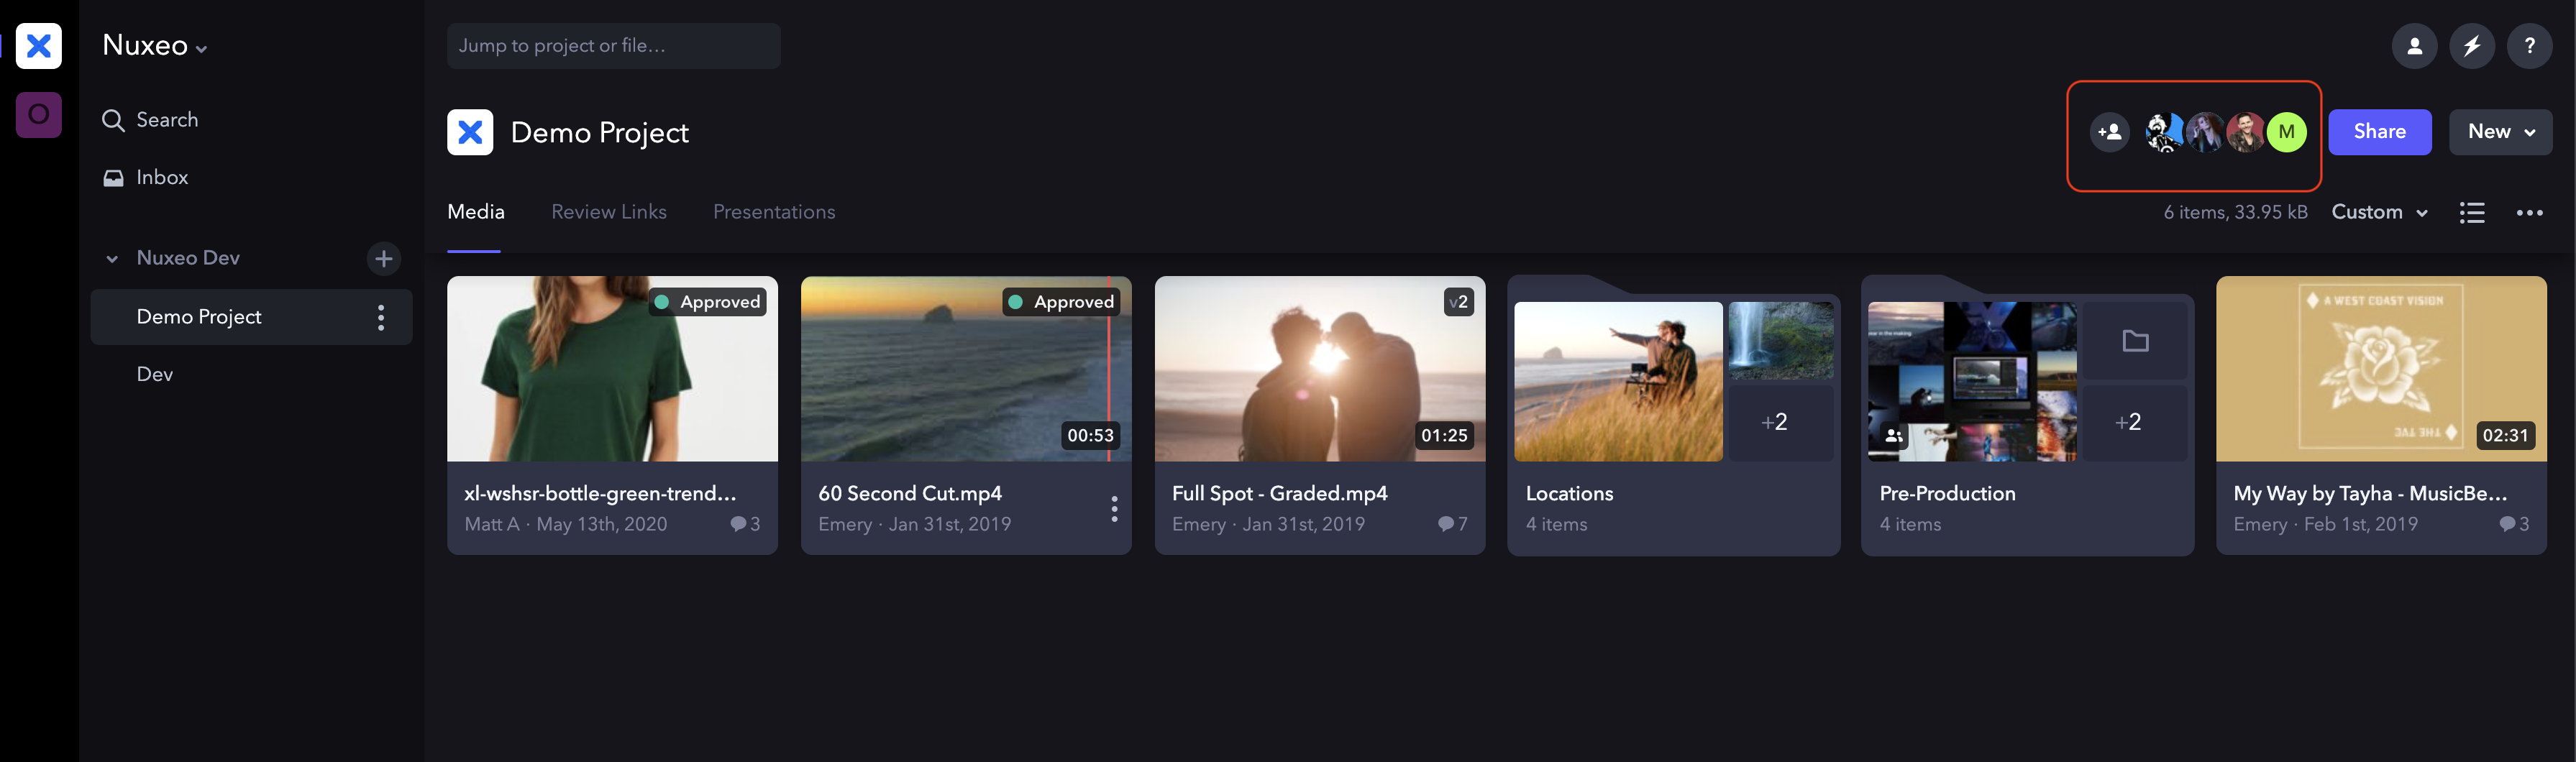 Nuxeo
Jump to project or file...
?
O
Search
Inbox
Nuxeo Dev
Demo Project
Dev
Demo Project
M
Share
New
Media
Review Links
Presentations
6 items, 33.95 kB
Custom
Approved
xl-wshsr-bottle-green-trend...
Matt A · May 13th, 2020
3
Approved
00:53
60 Second Cut.mp4
Emery · Jan 31st, 2019
v2
01:25
Full Spot - Graded.mp4
Emery · Jan 31st, 2019
7
+2
Locations
4 items
+2
Pre-Production
4 items
A WEST COAST VISION
THE TVC
02:31
My Way by Tayha - MusicBe...
Emery · Feb 1st, 2019
3